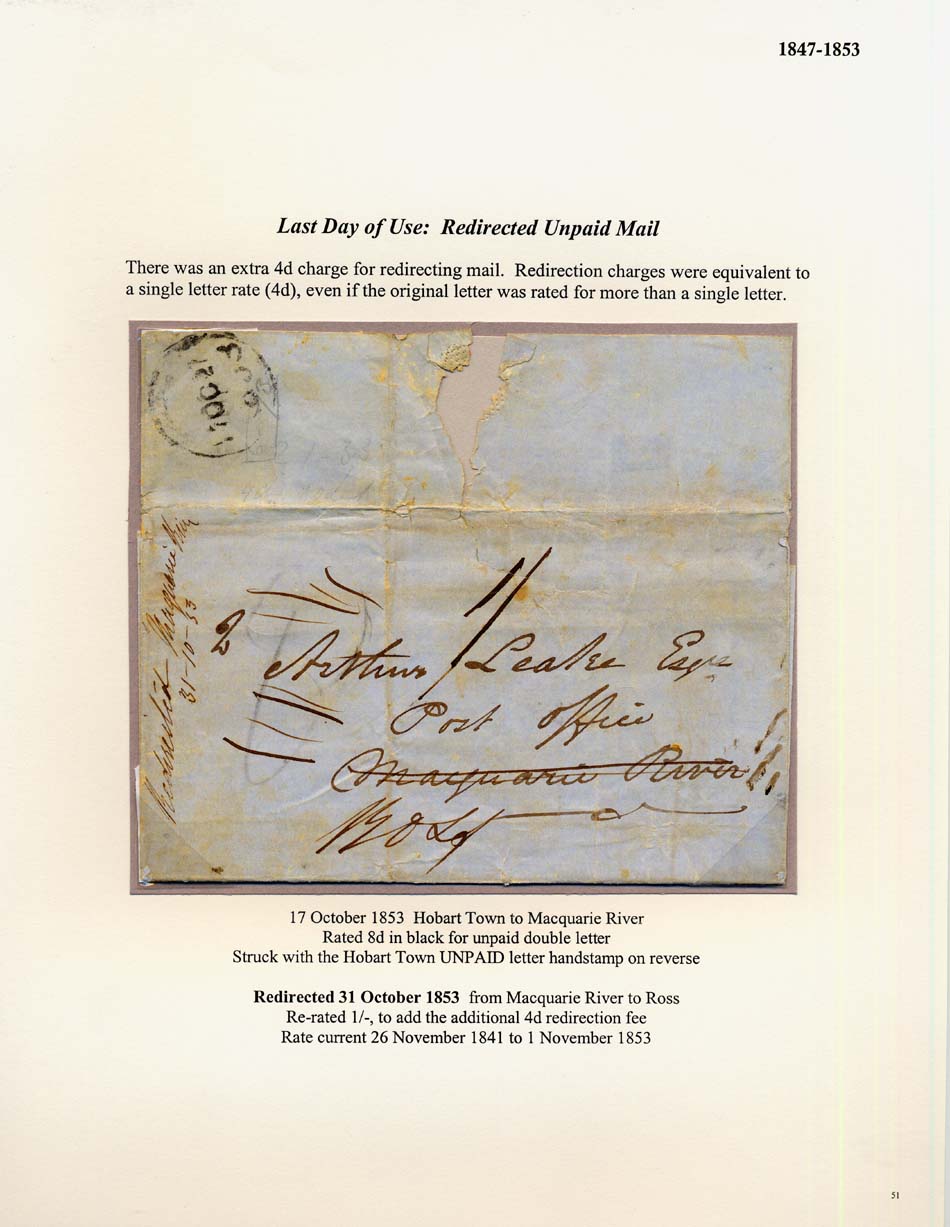 1847-1853
Last Day of Use: Redirected Unpaid Mail
There was an extra 4d charge for redirecting mail. Redirection charges were equivalent to
a single letter rate (4d), even if the original letter was rated for more than a single letter.
Redirected Macquarie River
31-10-53
2
1/
Arthur Leake Esqr
Post Office
Macquarie River
Ross
17 October 1853 Hobart Town to Macquarie River
Rated 8d in black for unpaid double letter
Struck with the Hobart Town UNPAID letter handstamp on reverse
Redirected 31 October 1853 from Macquarie River to Ross
Re-rated 1/-, to add the additional 4d redirection fee
Rate current 26 November 1841 to 1 November 1853
51